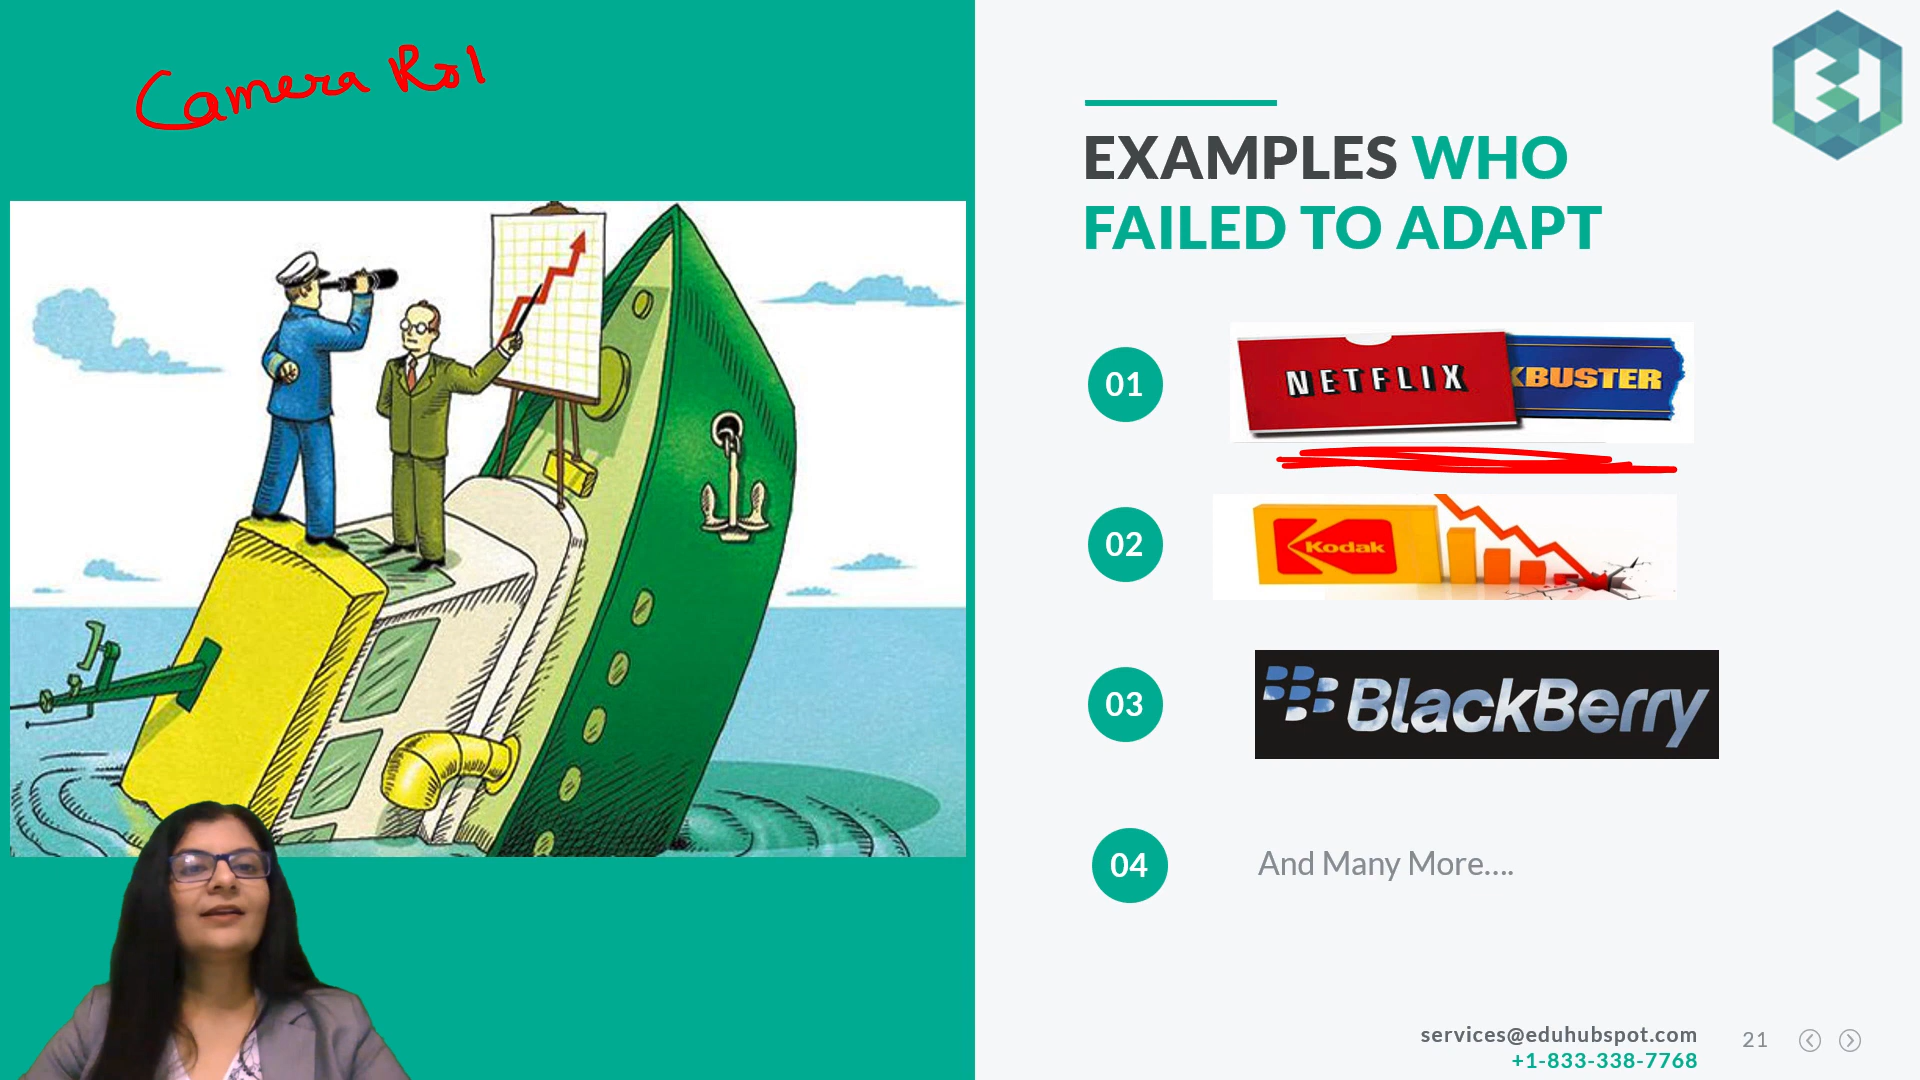 Camera Rol
EXAMPLES WHO
FAILED TO ADAPT
01
NETFLIX
KBUSTER
02
Kodak
03
BlackBerry
04
And Many More....
services@eduhubspot.com
21
+1-833-338-7768